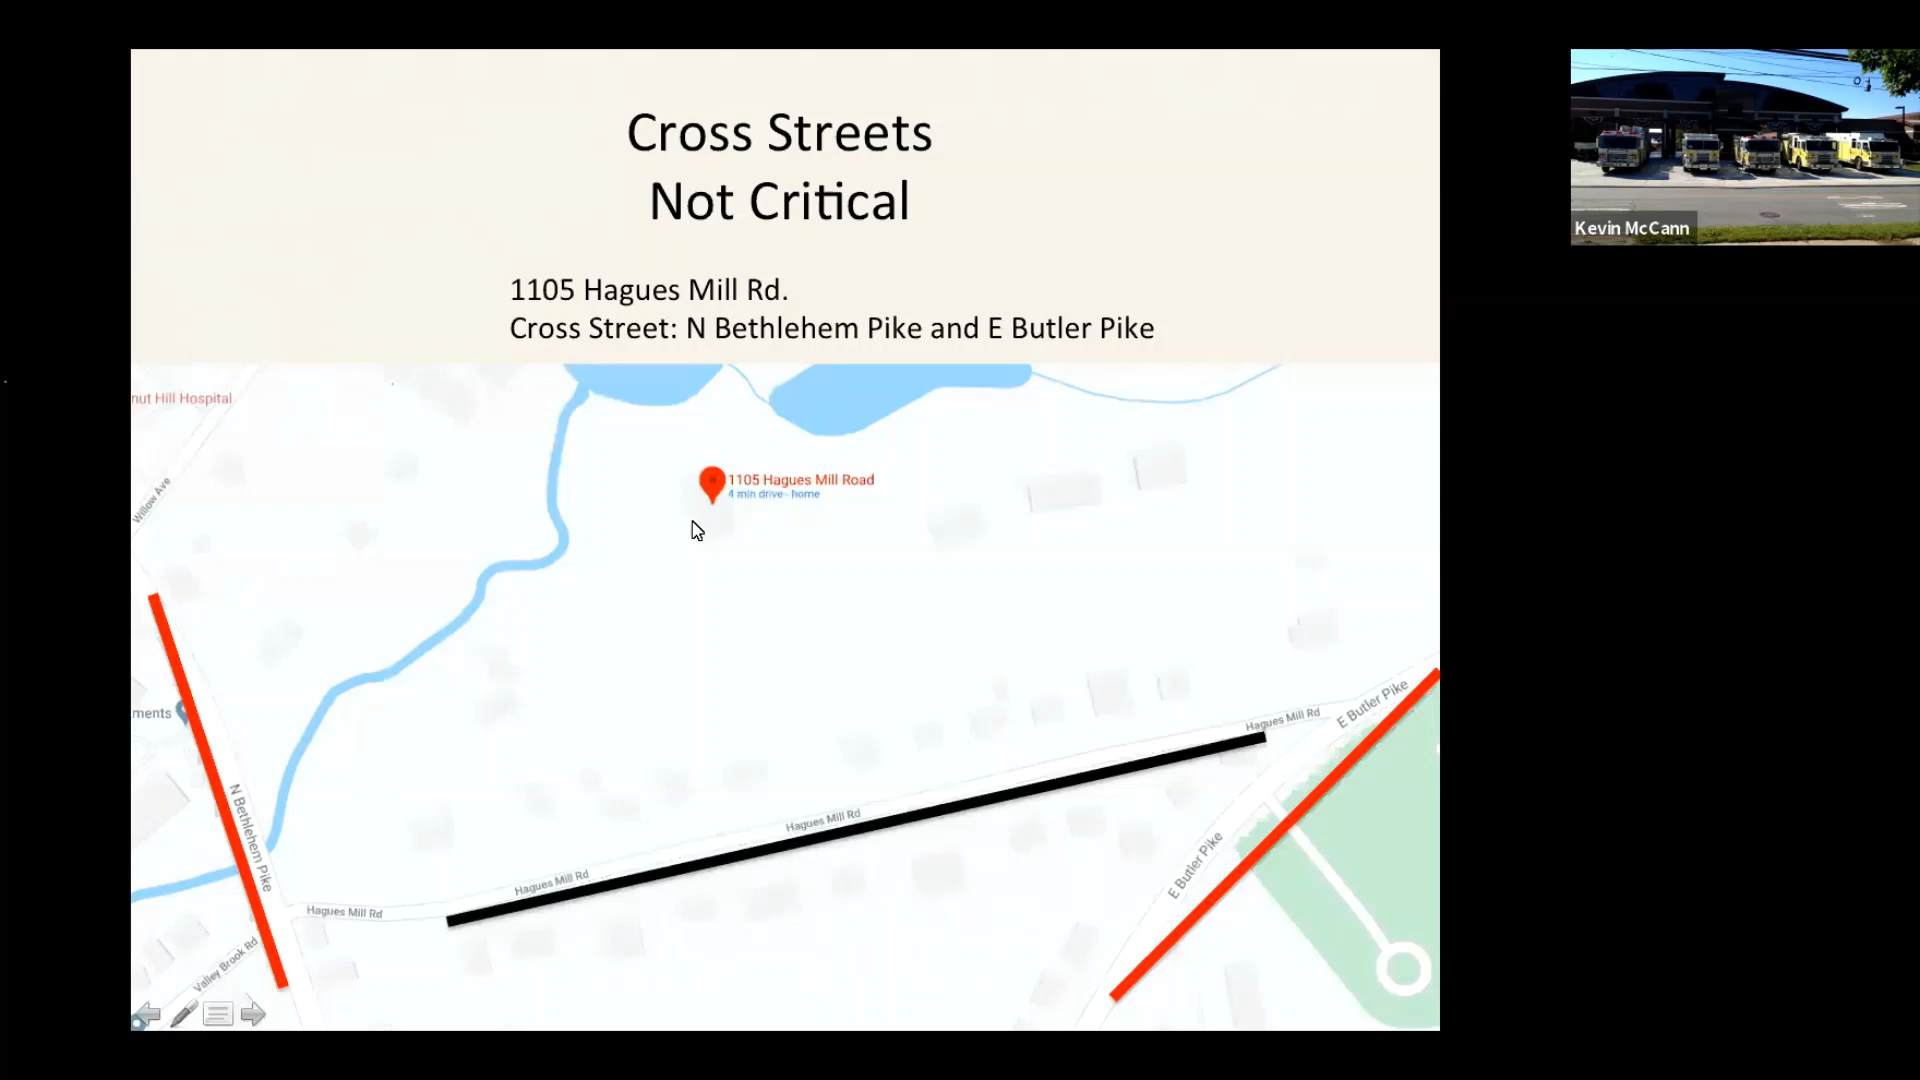 Cross Streets
Not Critical
1105 Hagues Mill Rd.
Cross Street: N Bethlehem Pike and E Butler Pike
Kevin McCann
nut Hill Hospital
Willow Ave
1105 Hagues Mill Road
4 min drive - home
ments
N Bethlehem Pike
Hagues Mill Rd
E Butler Pike
Hagues Mill Rd
Hagues Mill Rd
E Butler Pike
Hagues Mill Rd
Valley Brook Rd